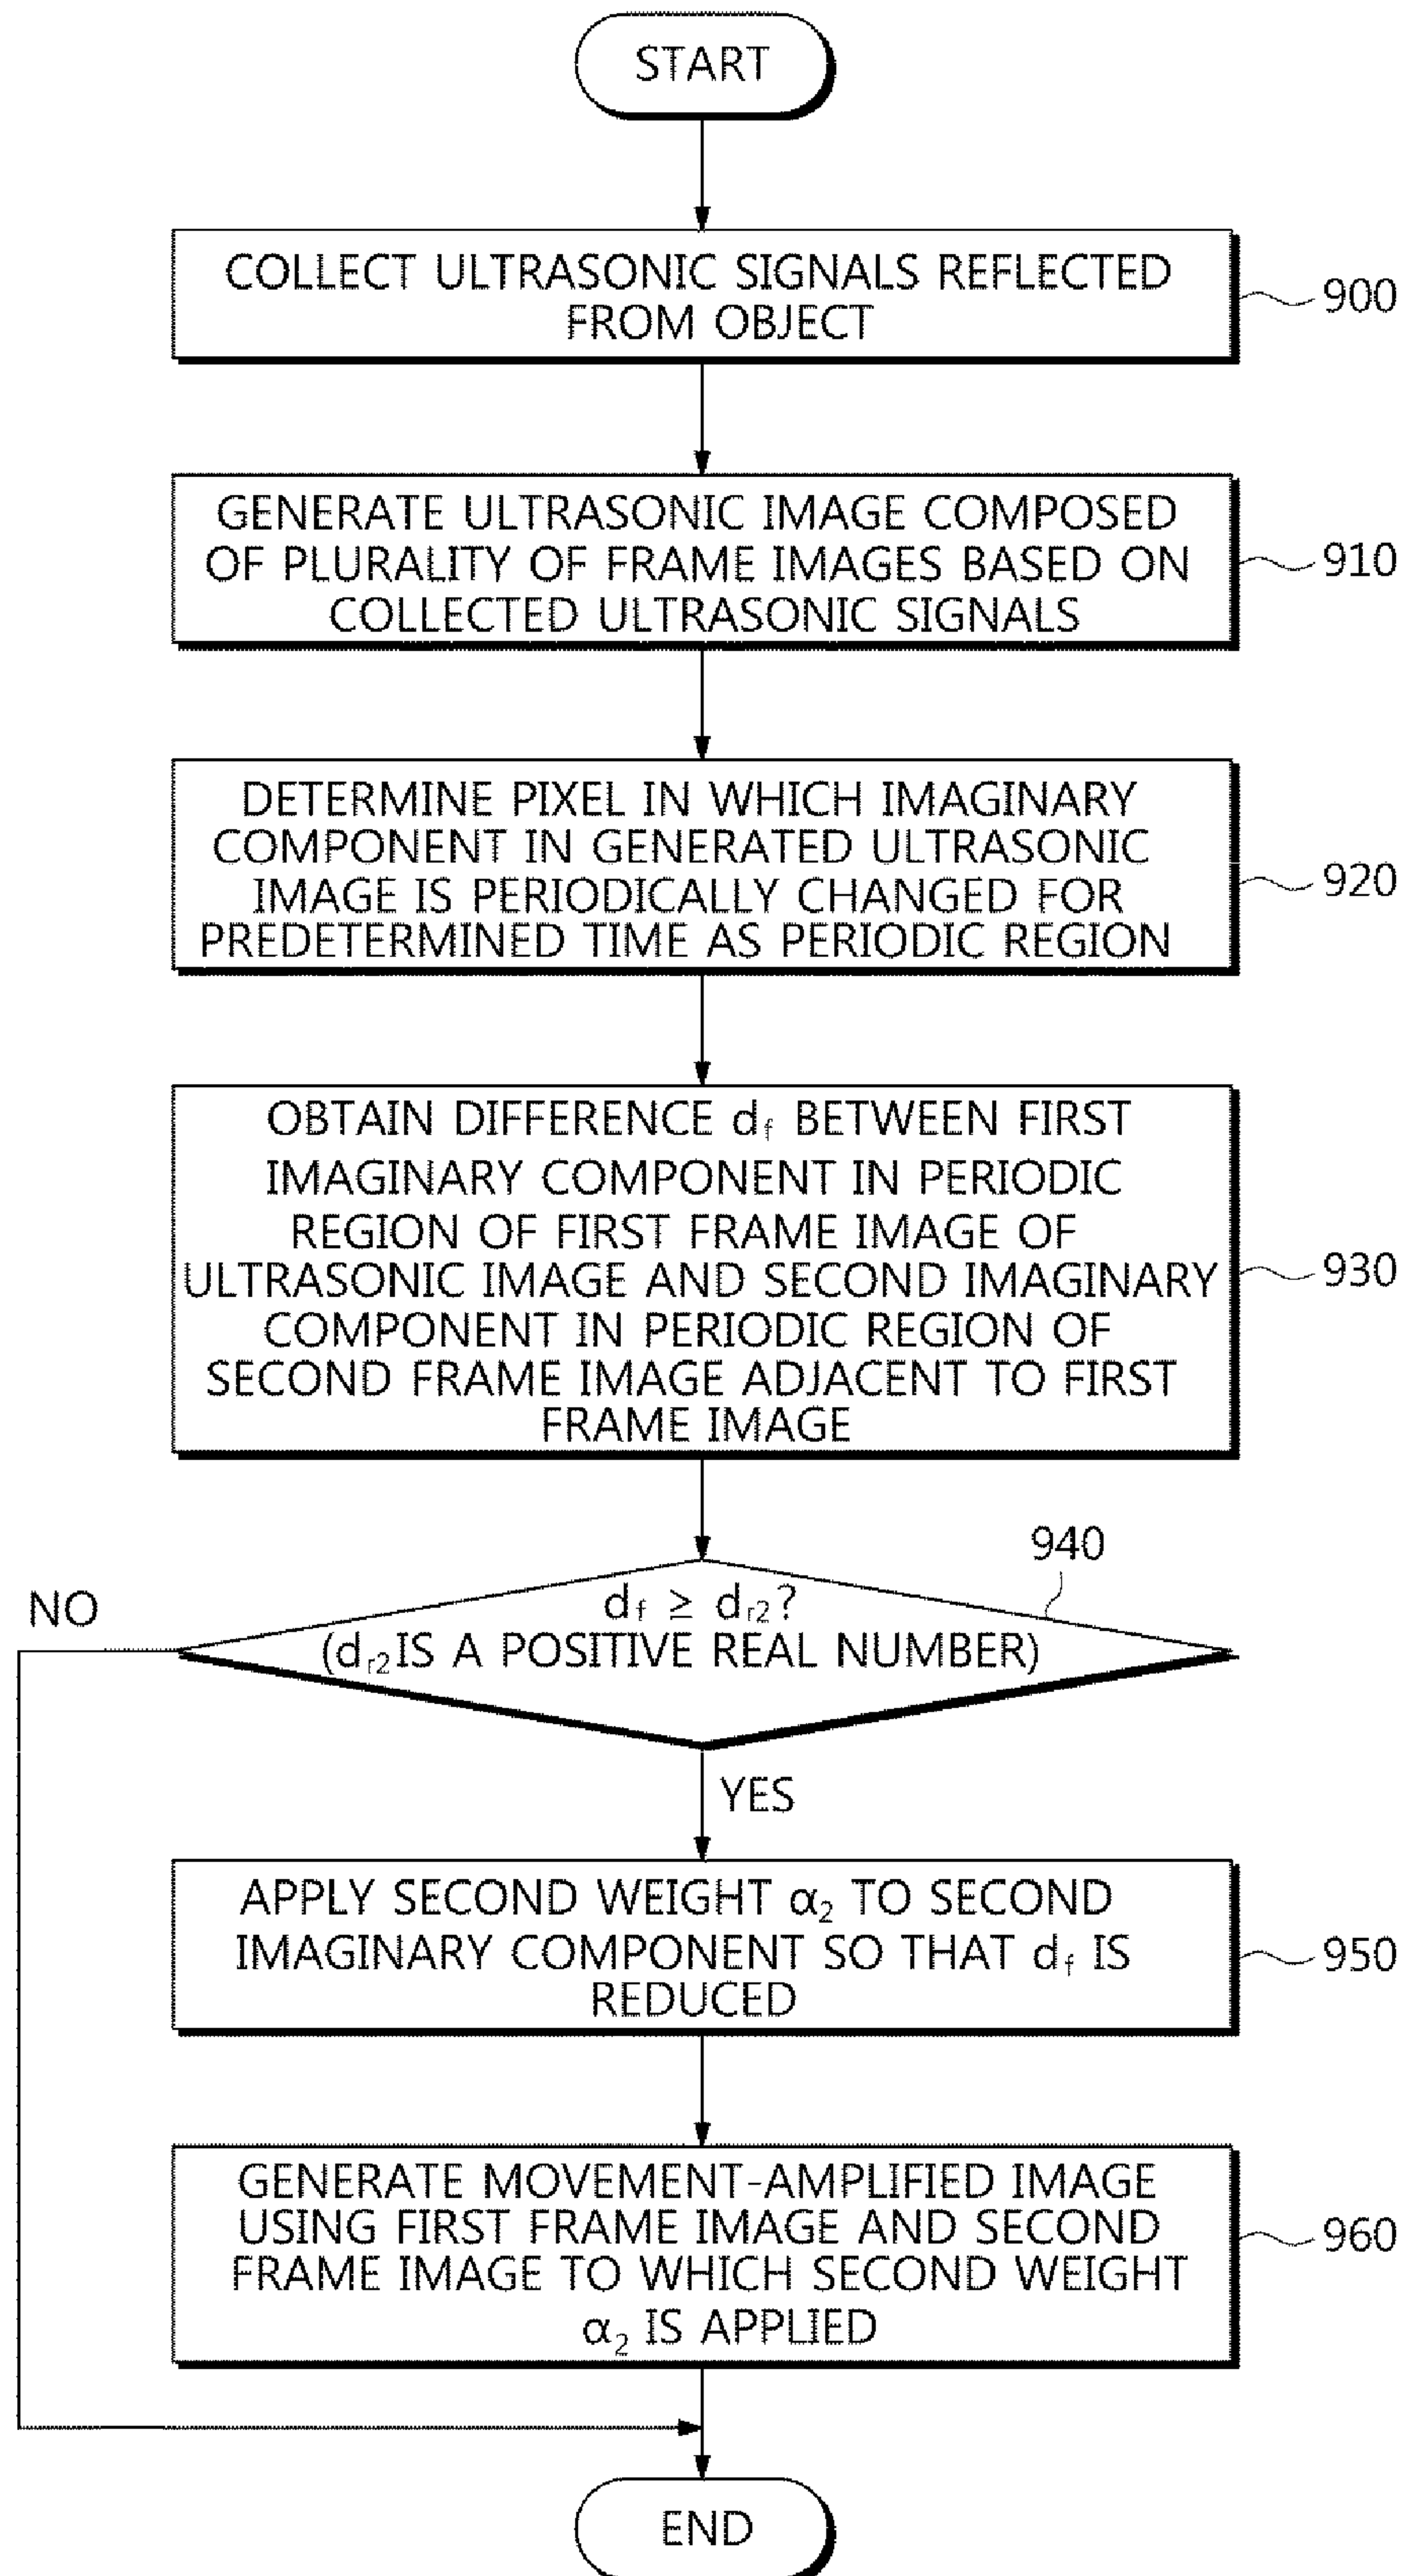 START
COLLECT ULTRASONIC SIGNALS REFLECTED
FROM OBJECT
900
GENERATE ULTRASONIC IMAGE COMPOSED
OF PLURALITY OF FRAME IMAGES BASED ON
COLLECTED ULTRASONIC SIGNALS
910
DETERMINE PIXEL IN WHICH IMAGINARY
COMPONENT IN GENERATED ULTRASONIC
IMAGE IS PERIODICALLY CHANGED FOR
PREDETERMINED TIME AS PERIODIC REGION
920
OBTAIN DIFFERENCE df BETWEEN FIRST
IMAGINARY COMPONENT IN PERIODIC
REGION OF FIRST FRAME IMAGE OF
ULTRASONIC IMAGE AND SECOND IMAGINARY
COMPONENT IN PERIODIC REGION OF
SECOND FRAME IMAGE ADJACENT TO FIRST
FRAME IMAGE
930
940
df ≥ dr2?
(dr2 IS A POSITIVE REAL NUMBER)
NO
YES
APPLY SECOND WEIGHT α2 TO SECOND
IMAGINARY COMPONENT SO THAT df IS
REDUCED
950
GENERATE MOVEMENT-AMPLIFIED IMAGE
USING FIRST FRAME IMAGE AND SECOND
FRAME IMAGE TO WHICH SECOND WEIGHT
α2 IS APPLIED
960
END